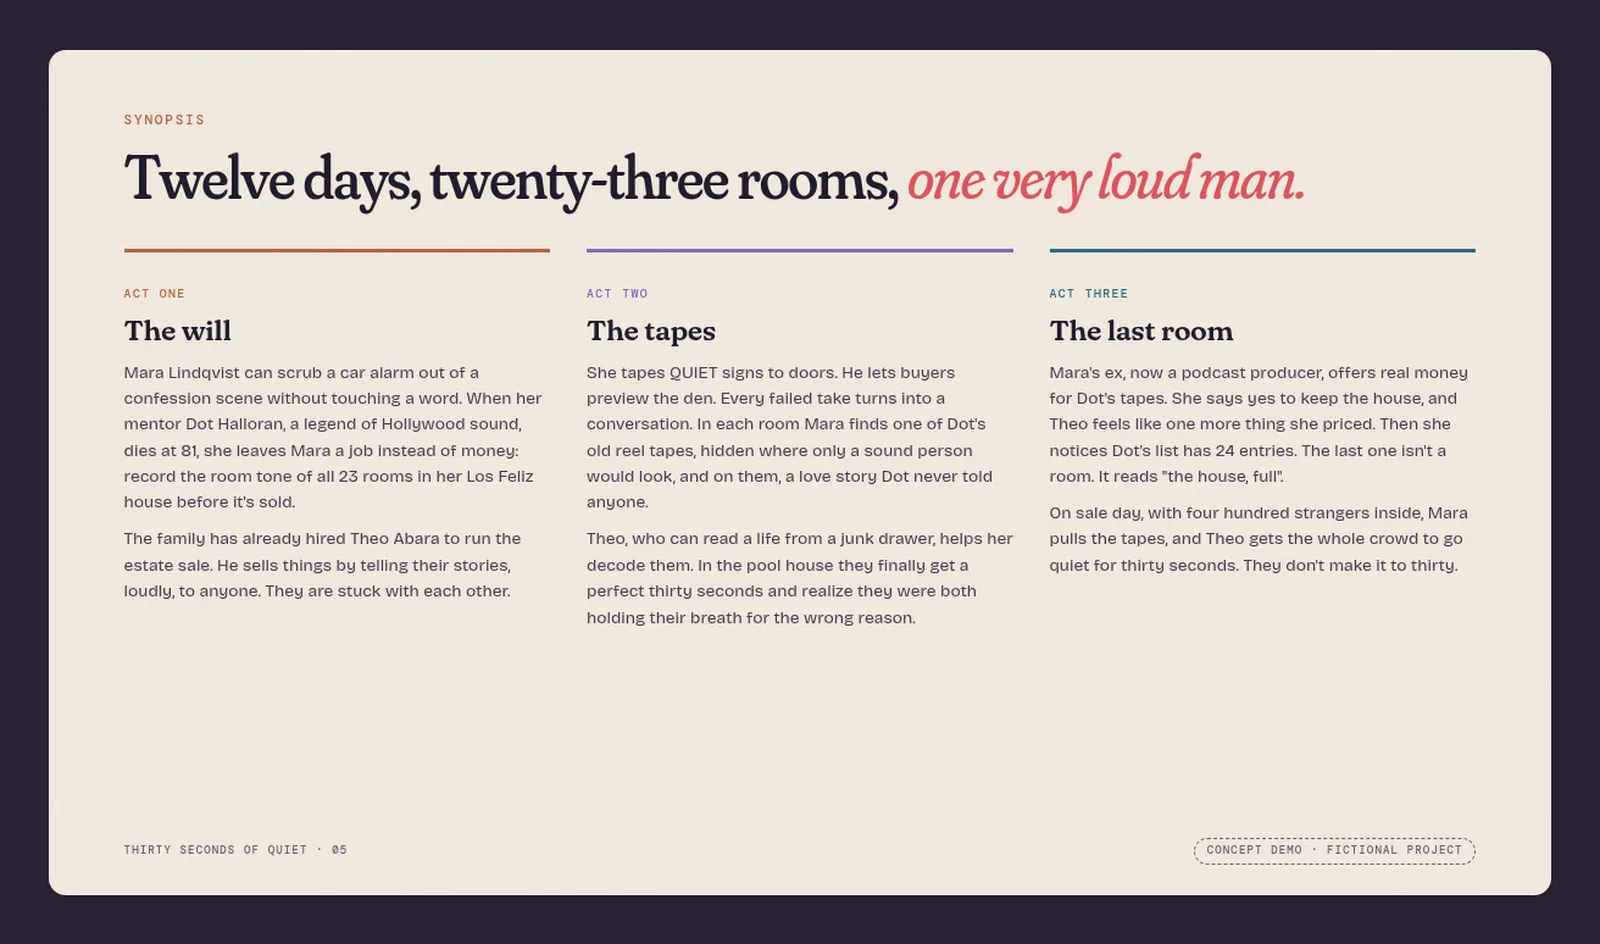 SYNOPSIS
Twelve days, twenty-three rooms, one very loud man.
ACT ONE
The will
Mara Lindqvist can scrub a car alarm out of a
confession scene without touching a word. When her
mentor Dot Halloran, a legend of Hollywood sound,
dies at 81, she leaves Mara a job instead of money:
record the room tone of all 23 rooms in her Los Feliz
house before it's sold.
The family has already hired Theo Abara to run the
estate sale. He sells things by telling their stories,
loudly, to anyone. They are stuck with each other.
ACT TWO
The tapes
She tapes QUIET signs to doors. He lets buyers
preview the den. Every failed take turns into a
conversation. In each room Mara finds one of Dot's
old reel tapes, hidden where only a sound person
would look, and on them, a love story Dot never told
anyone.
Theo, who can read a life from a junk drawer, helps her
decode them. In the pool house they finally get a
perfect thirty seconds and realize they were both
holding their breath for the wrong reason.
ACT THREE
The last room
Mara's ex, now a podcast producer, offers real money
for Dot's tapes. She says yes to keep the house, and
Theo feels like one more thing she priced. Then she
notices Dot's list has 24 entries. The last one isn't a
room. It reads "the house, full".
On sale day, with four hundred strangers inside, Mara
pulls the tapes, and Theo gets the whole crowd to go
quiet for thirty seconds. They don't make it to thirty.
THIRTY SECONDS OF QUIET · 05
CONCEPT DEMO · FICTIONAL PROJECT